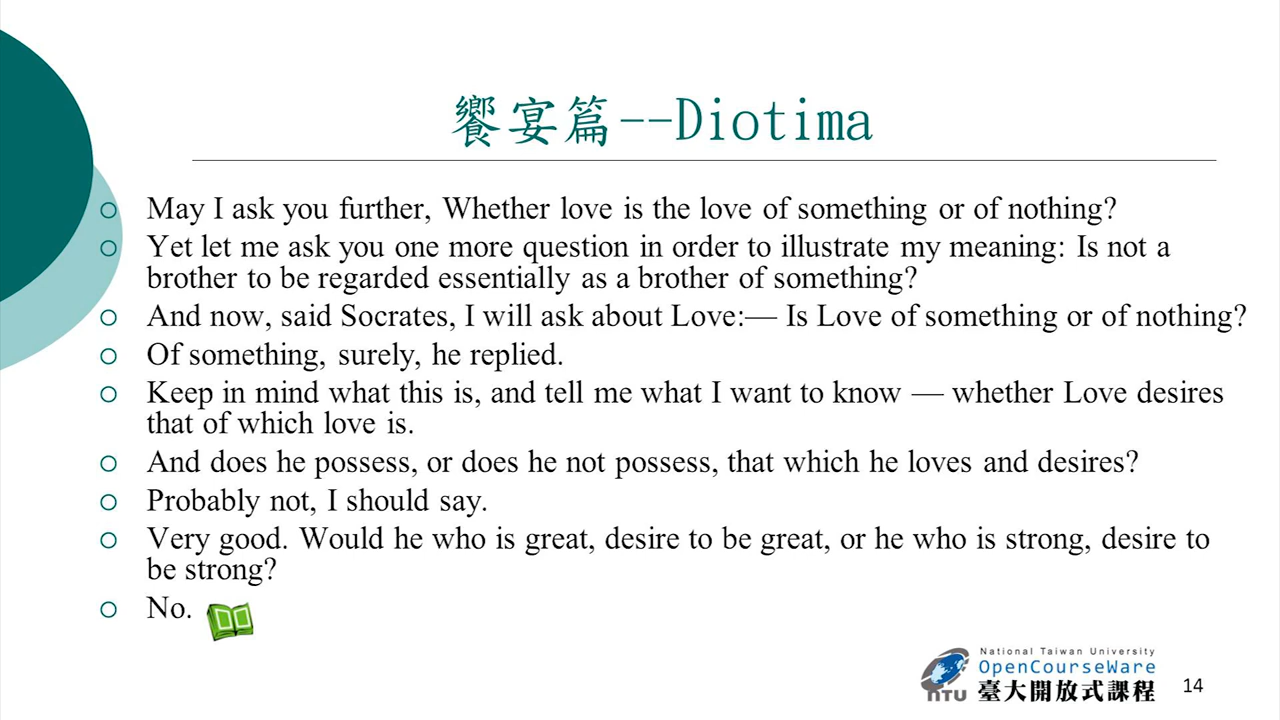 饗宴篇--Diotima
May I ask you further, Whether love is the love of something or of nothing?
Yet let me ask you one more question in order to illustrate my meaning: Is not a
brother to be regarded essentially as a brother of something?
And now, said Socrates, I will ask about Love:— Is Love of something or of nothing?
Of something, surely, he replied.
Keep in mind what this is, and tell me what I want to know — whether Love desires
that of which love is.
And does he possess, or does he not possess, that which he loves and desires?
Probably not, I should say.
Very good. Would he who is great, desire to be great, or he who is strong, desire to
be strong?
No.
National Taiwan University
OpenCourseWare
NTU 臺大開放式課程
14